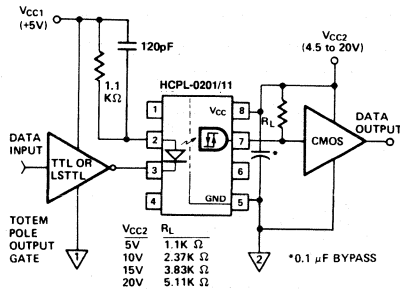 VCC1
(+5V)
120pF
1.1
KΩ
HCPL-0201/11
VCC2
(4.5 to 20V)
1
VCC
8
RL
DATA
OUTPUT
DATA
INPUT
2
7
CMOS
TTL OR
LSTTL
3
6
*
4
GND
5
TOTEM
POLE
OUTPUT
GATE
1
2
*0.1 μF BYPASS
VCC2 RL
5V 1.1K Ω
10V 2.37K Ω
15V 3.83K Ω
20V 5.11K Ω